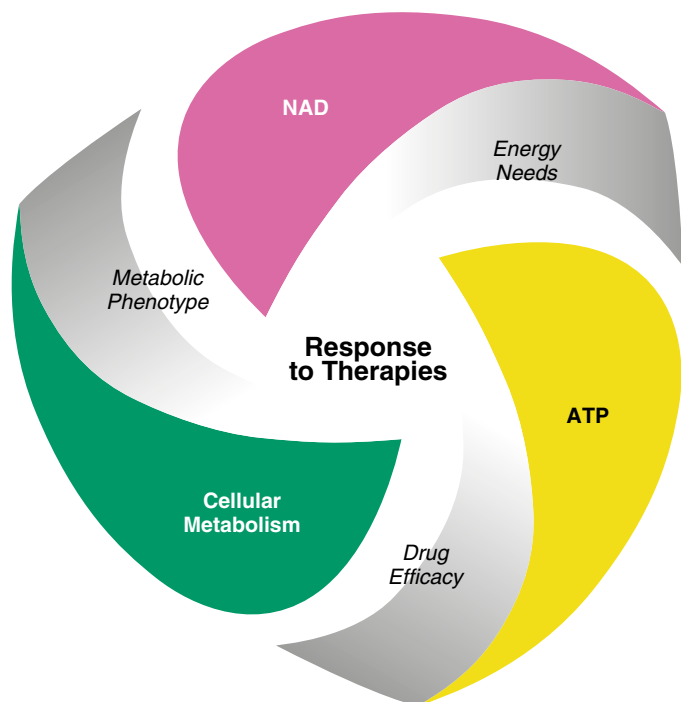 NAD
Energy
Needs
Metabolic
Phenotype
Response
to Therapies
ATP
Cellular
Metabolism
Drug
Efficacy